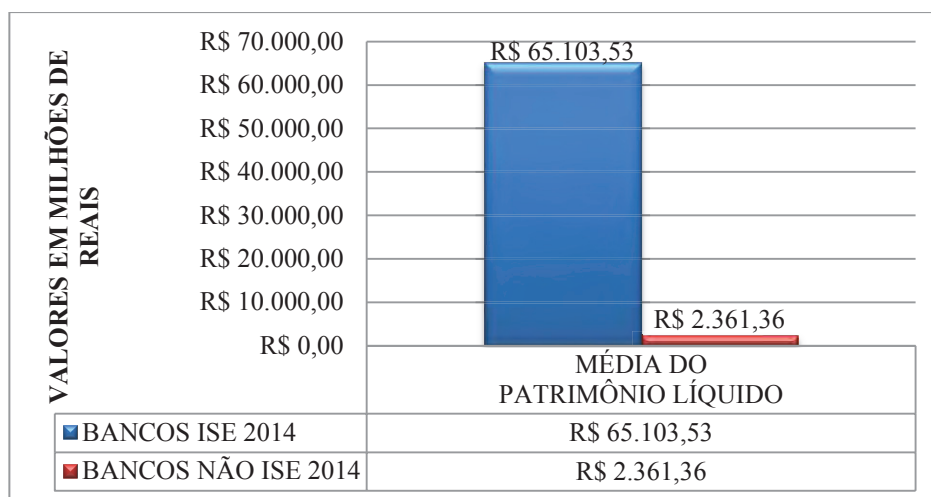 VALORES EM MILHÕES DE
REAIS
R$ 70.000,00
R$ 60.000,00
R$ 50.000,00
R$ 40.000,00
R$ 30.000,00
R$ 20.000,00
R$ 10.000,00
R$ 0,00
R$ 65.103,53
R$ 2.361,36
MÉDIA DO
PATRIMÔNIO LÍQUIDO
BANCOS ISE 2014 R$ 65.103,53
BANCOS NÃO ISE 2014 R$ 2.361,36